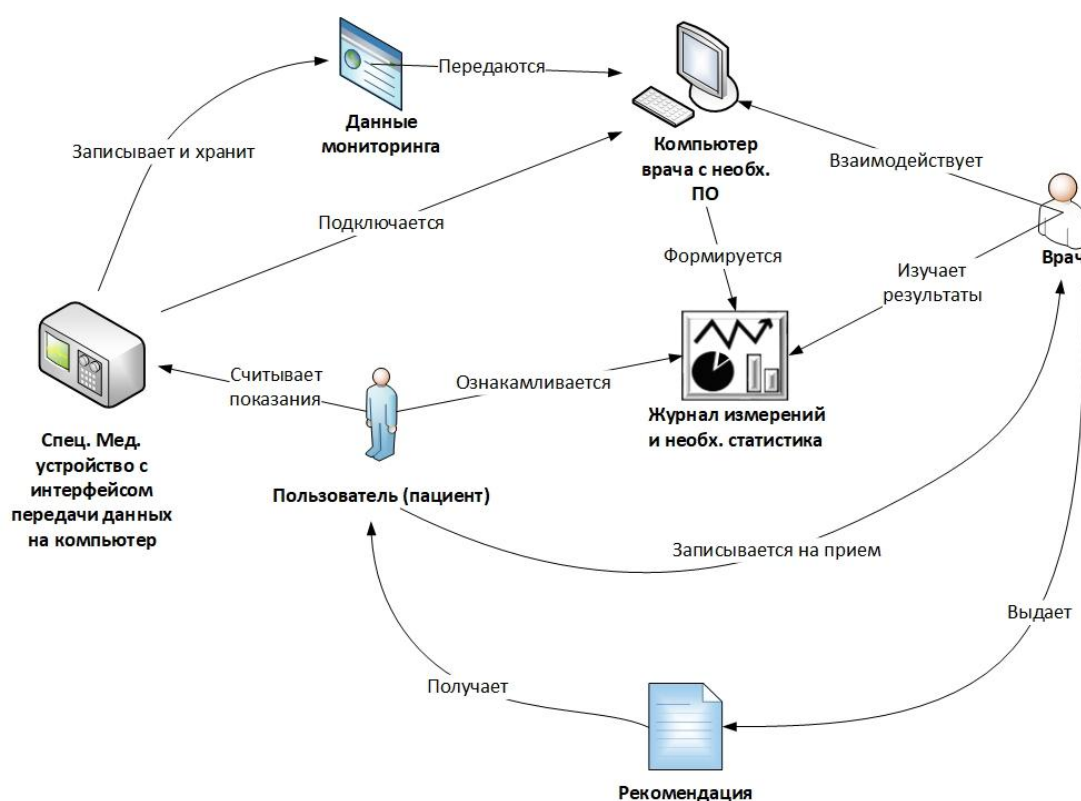 Передаются
Данные
мониторинга
Записывает и хранит
Компьютер
врача с необх.
ПО
Взаимодействует
Подключается
Врач
Формируется
Изучает
результаты
Считывает
показания
Ознакамливается
Журнал измерений
и необх. статистика
Спец. Мед.
устройство с
интерфейсом
передачи данных
на компьютер
Пользователь (пациент)
Записывается на прием
Выдает
Получает
Рекомендация